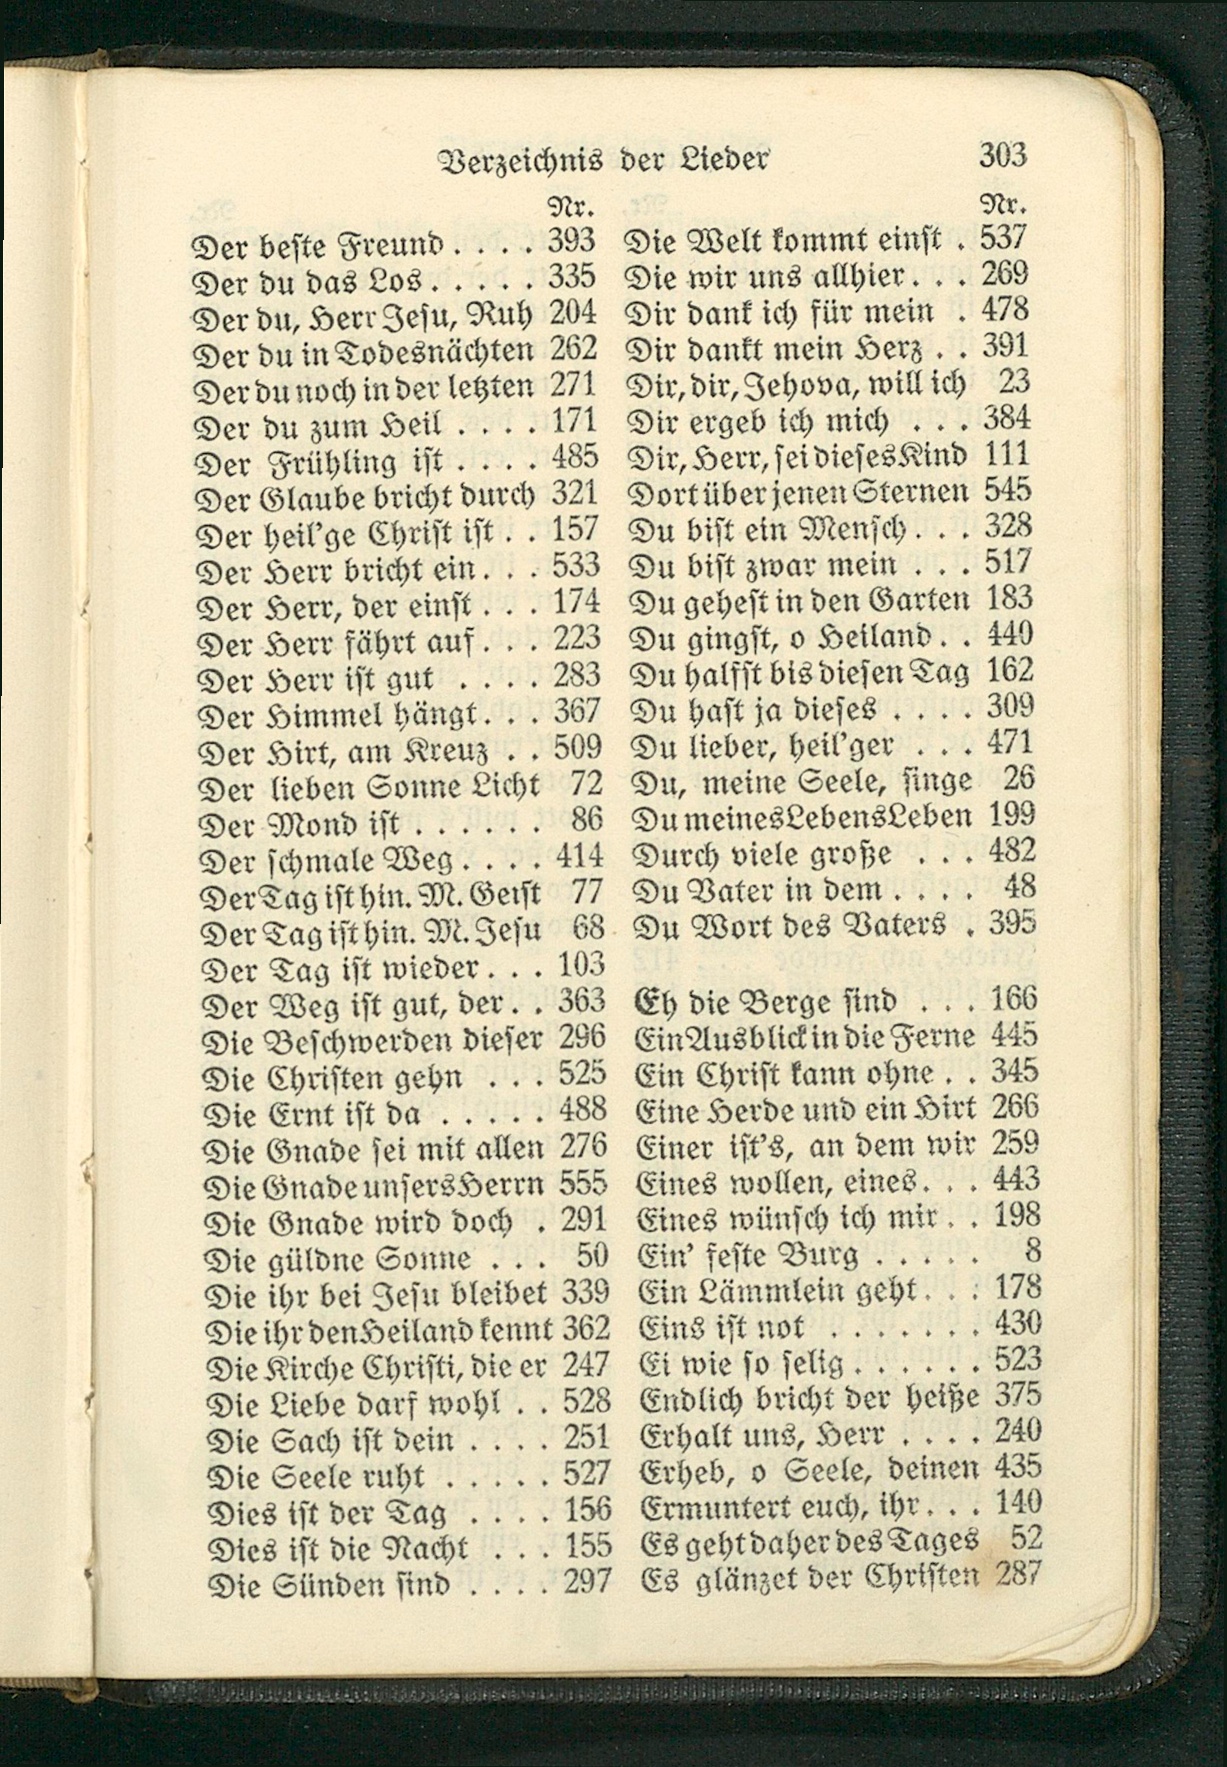 Verzeichnis der Lieder 303
Nr.
Der beste Freund . . . . 393
Der du das Los . . . . . 335
Der du, Herr Jesu, Ruh 204
Der du in Todesnächten 262
Der du noch in der letzten 271
Der du zum Heil . . . . 171
Der Frühling ist . . . . 485
Der Glaube bricht durch 321
Der heil'ge Christ ist . . 157
Der Herr bricht ein . . . 533
Der Herr, der einst . . . 174
Der Herr fährt auf . . . 223
Der Herr ist gut . . . . 283
Der Himmel hängt . . . 367
Der Hirt, am Kreuz . . 509
Der lieben Sonne Licht 72
Der Mond ist . . . . . . 86
Der schmale Weg . . . . 414
Der Tag ist hin. M. Geist 77
Der Tag ist hin. M. Jesu 68
Der Tag ist wieder . . . 103
Der Weg ist gut, der . . 363
Die Beschwerden dieser 296
Die Christen gehn . . . 525
Die Ernt ist da . . . . . 488
Die Gnade sei mit allen 276
Die Gnade unsers Herrn 555
Die Gnade wird doch . 291
Die güldne Sonne . . . 50
Die ihr bei Jesu bleibet 339
Die ihr den Heiland kennt 362
Die Kirche Christi, die er 247
Die Liebe darf wohl . . 528
Die Sach ist dein . . . . 251
Die Seele ruht . . . . . 527
Dies ist der Tag . . . . 156
Dies ist die Nacht . . . 155
Die Sünden sind . . . . 297
Nr.
Die Welt kommt einst . 537
Die wir uns allhier . . . 269
Dir dank ich für mein . 478
Dir dankt mein Herz . . 391
Dir, dir, Jehova, will ich 23
Dir ergeb ich mich . . . 384
Dir, Herr, sei dieses Kind 111
Dort über jenen Sternen 545
Du bist ein Mensch . . . 328
Du bist zwar mein . . . 517
Du gehest in den Garten 183
Du gingst, o Heiland . . 440
Du halfst bis diesen Tag 162
Du hast ja dieses . . . . 309
Du lieber, heil'ger . . . 471
Du, meine Seele, singe 26
Du meines Lebens Leben 199
Durch viele große . . . 482
Du Vater in dem . . . . 48
Du Wort des Vaters . 395
Eh die Berge sind . . . 166
Ein Ausblick in die Ferne 445
Ein Christ kann ohne . . 345
Eine Herde und ein Hirt 266
Einer ist's, an dem wir 259
Eines wollen, eines . . . 443
Eines wünsch ich mir . . 198
Ein' feste Burg . . . . . 8
Ein Lämmlein geht . . : 178
Eins ist not . . . . . . . 430
Ei wie so selig . . . . . . 523
Endlich bricht der heiße 375
Erhalt uns, Herr . . . . 240
Erheb, o Seele, deinen 435
Ermuntert euch, ihr . . . 140
Es geht daher des Tages 52
Es glänzet der Christen 287